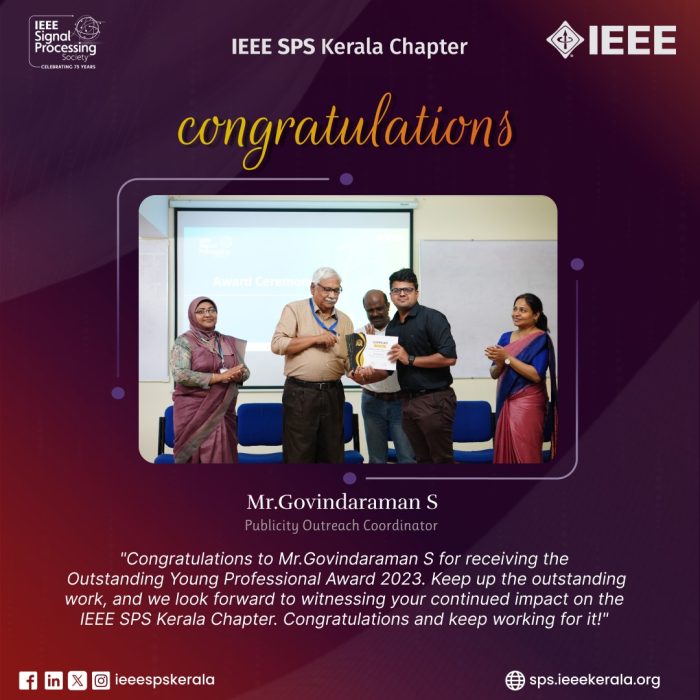 IEEE
Signal
Processing
Society
CELEBRATING 75 YEARS
IEEE SPS Kerala Chapter
IEEE
congratulations
Award Ceremon
Mr.Govindaraman S
Publicity Outreach Coordinator
"Congratulations to Mr.Govindaraman S for receiving the
Outstanding Young Professional Award 2023. Keep up the outstanding
work, and we look forward to witnessing your continued impact on the
IEEE SPS Kerala Chapter. Congratulations and keep working for it!"
ieeespskerala
sps.ieeekerala.org